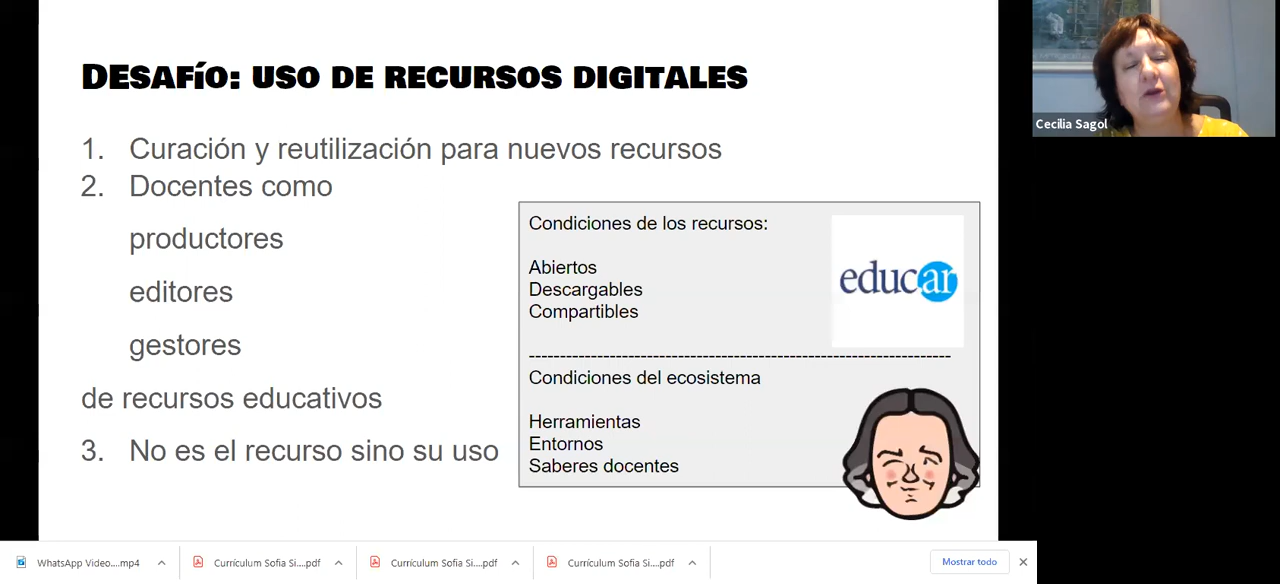 DESAFÍO: USO DE RECURSOS DIGITALES
1. Curación y reutilización para nuevos recursos
2. Docentes como
productores
editores
gestores
de recursos educativos
3. No es el recurso sino su uso
Condiciones de los recursos:
Abiertos
Descargables
Compartibles
educar
----------------------------------------------------------------------
Condiciones del ecosistema
Herramientas
Entornos
Saberes docentes
Cecilia Sagol
WhatsApp Video....mp4
Currículum Sofia Si....pdf
Currículum Sofia Si....pdf
Currículum Sofia Si....pdf
Mostrar todo